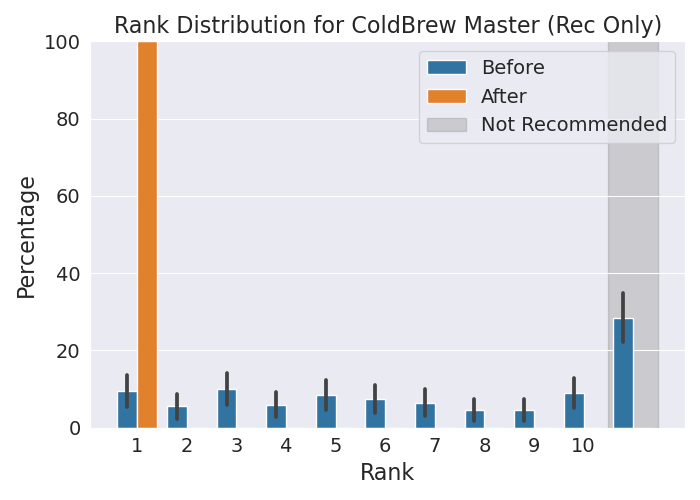 Rank Distribution for ColdBrew Master (Rec Only)
100
80
60
40
20
0
Percentage
Before
After
Not Recommended
1 2 3 4 5 6 7 8 9 10
Rank